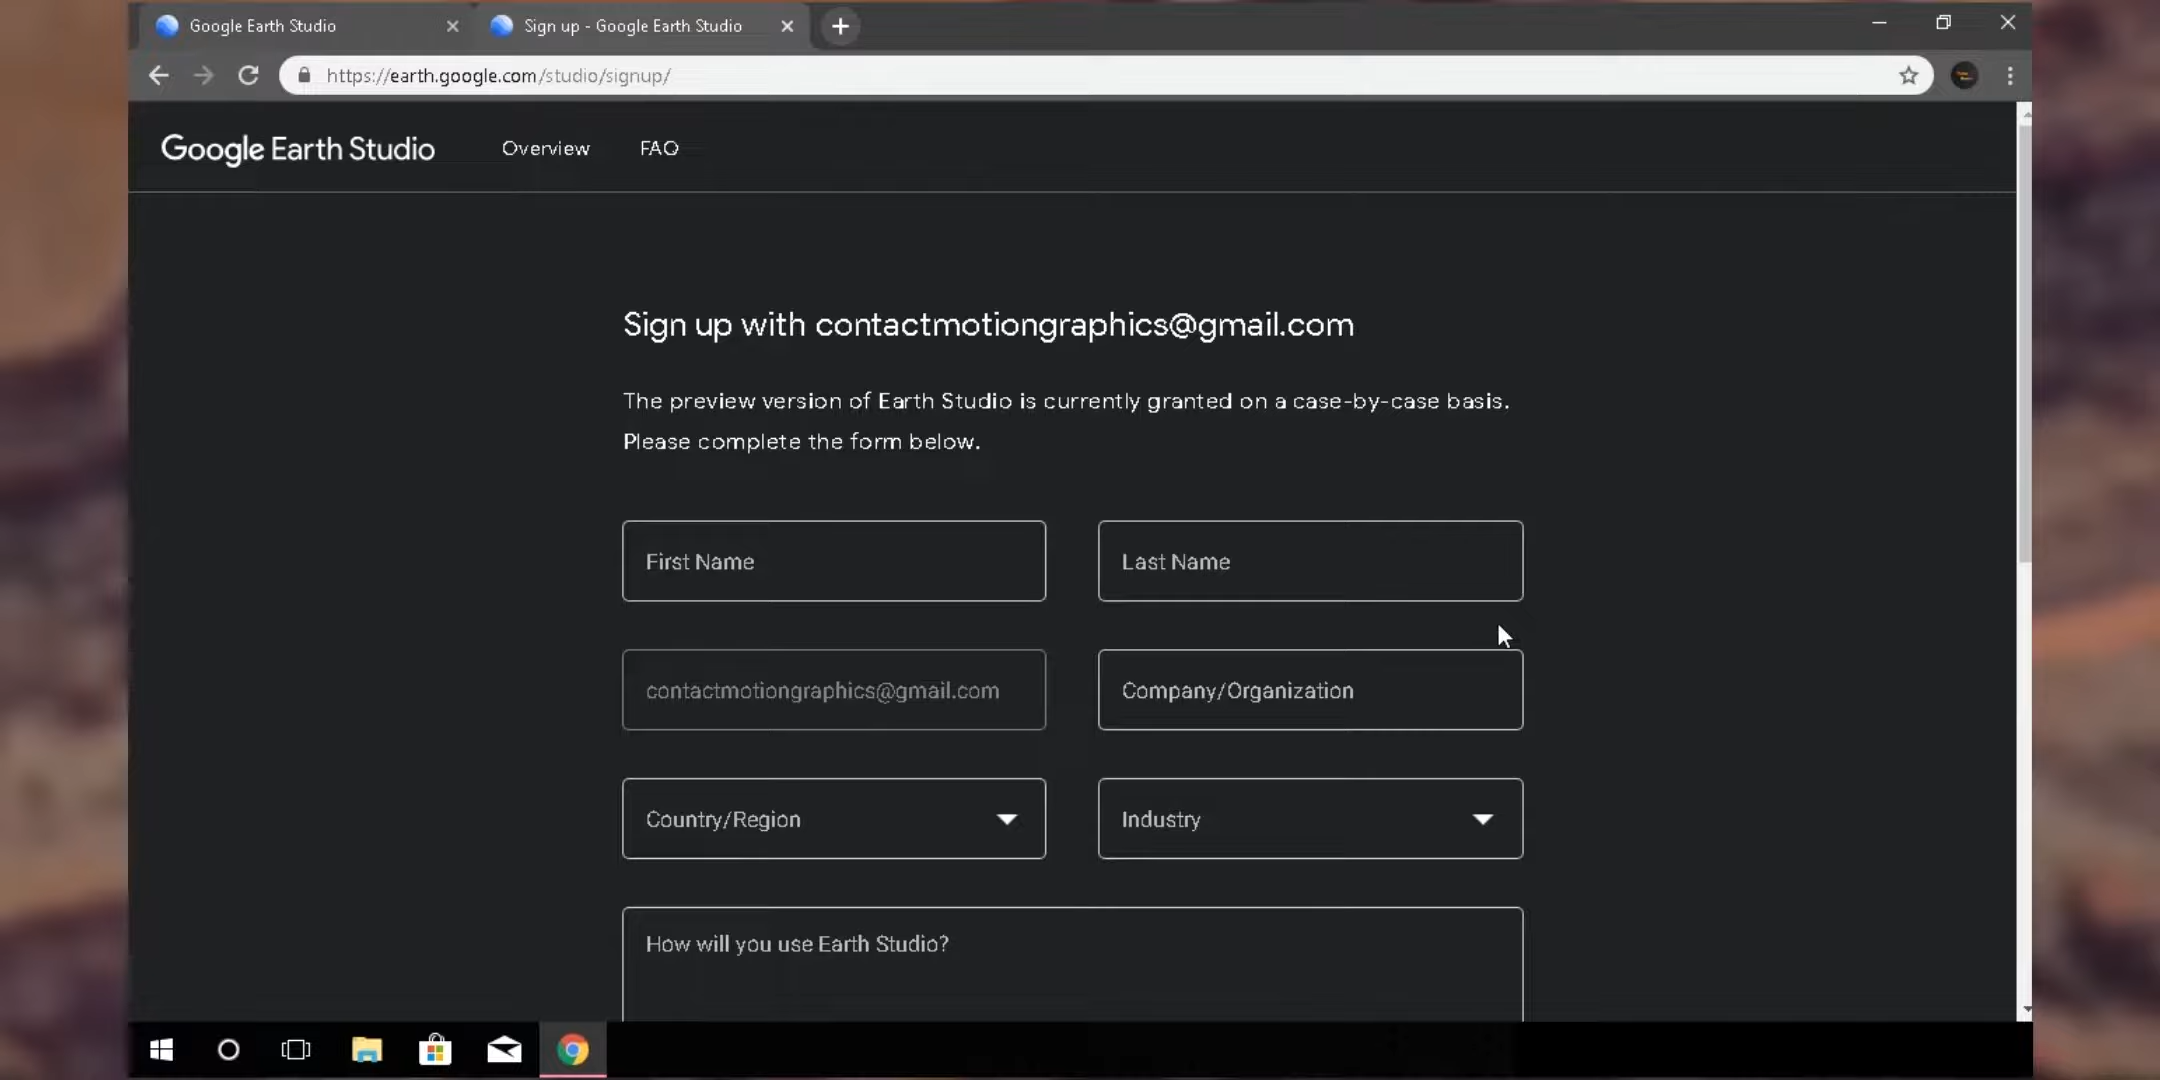 Google Earth Studio
Sign up - Google Earth Studio
https://earth.google.com/studio/signup/
Google Earth Studio
Overview
FAQ
Sign up with contactmotiongraphics@gmail.com
The preview version of Earth Studio is currently granted on a case-by-case basis.
Please complete the form below.
First Name
Last Name
contactmotiongraphics@gmail.com
Company/Organization
Country/Region
Industry
How will you use Earth Studio?